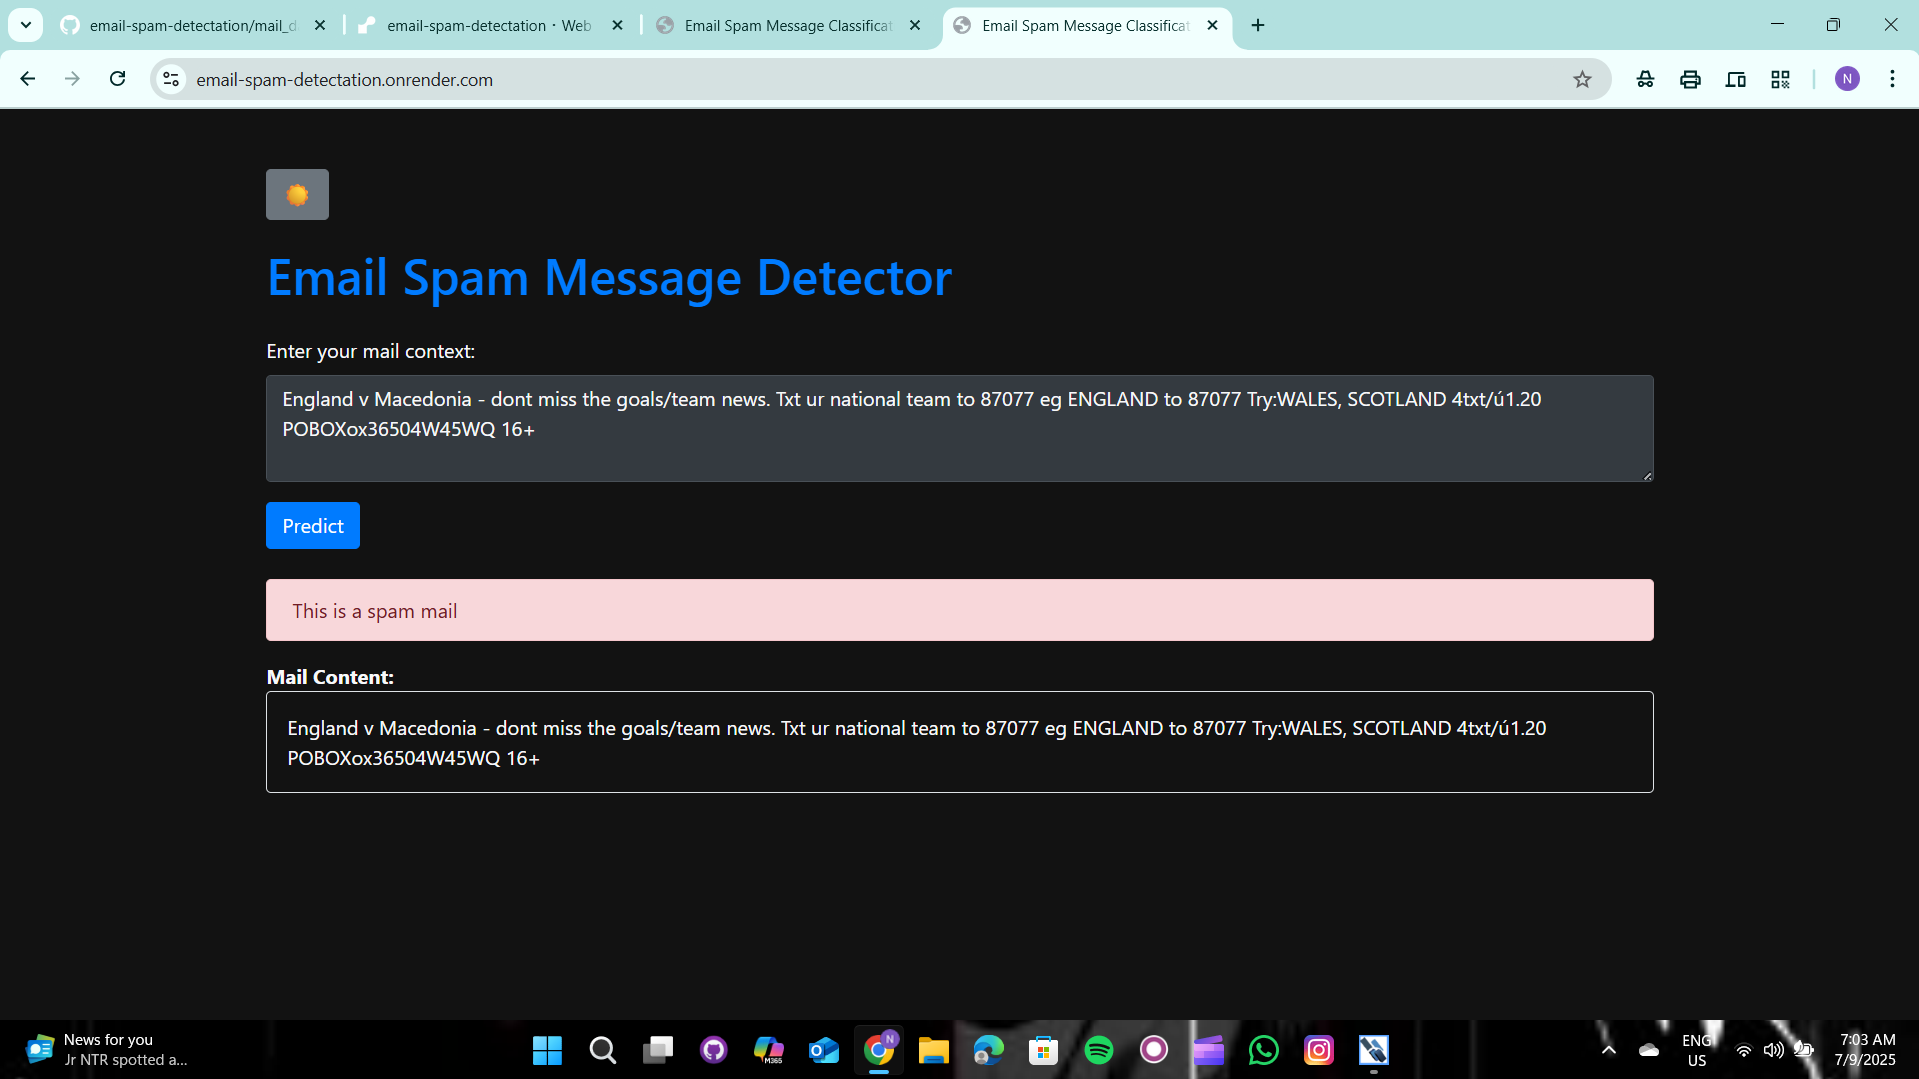 email-spam-detectation/mail_d
email-spam-detectation · Web
Email Spam Message Classificat
Email Spam Message Classificat
email-spam-detectation.onrender.com
N
Email Spam Message Detector
Enter your mail context:
England v Macedonia - dont miss the goals/team news. Txt ur national team to 87077 eg ENGLAND to 87077 Try:WALES, SCOTLAND 4txt/ú1.20
POBOXox36504W45WQ 16+
Predict
This is a spam mail
Mail Content:
England v Macedonia - dont miss the goals/team news. Txt ur national team to 87077 eg ENGLAND to 87077 Try:WALES, SCOTLAND 4txt/ú1.20
POBOXox36504W45WQ 16+
News for you
Jr NTR spotted a...
M365
N
ENG
US
7:03 AM
7/9/2025